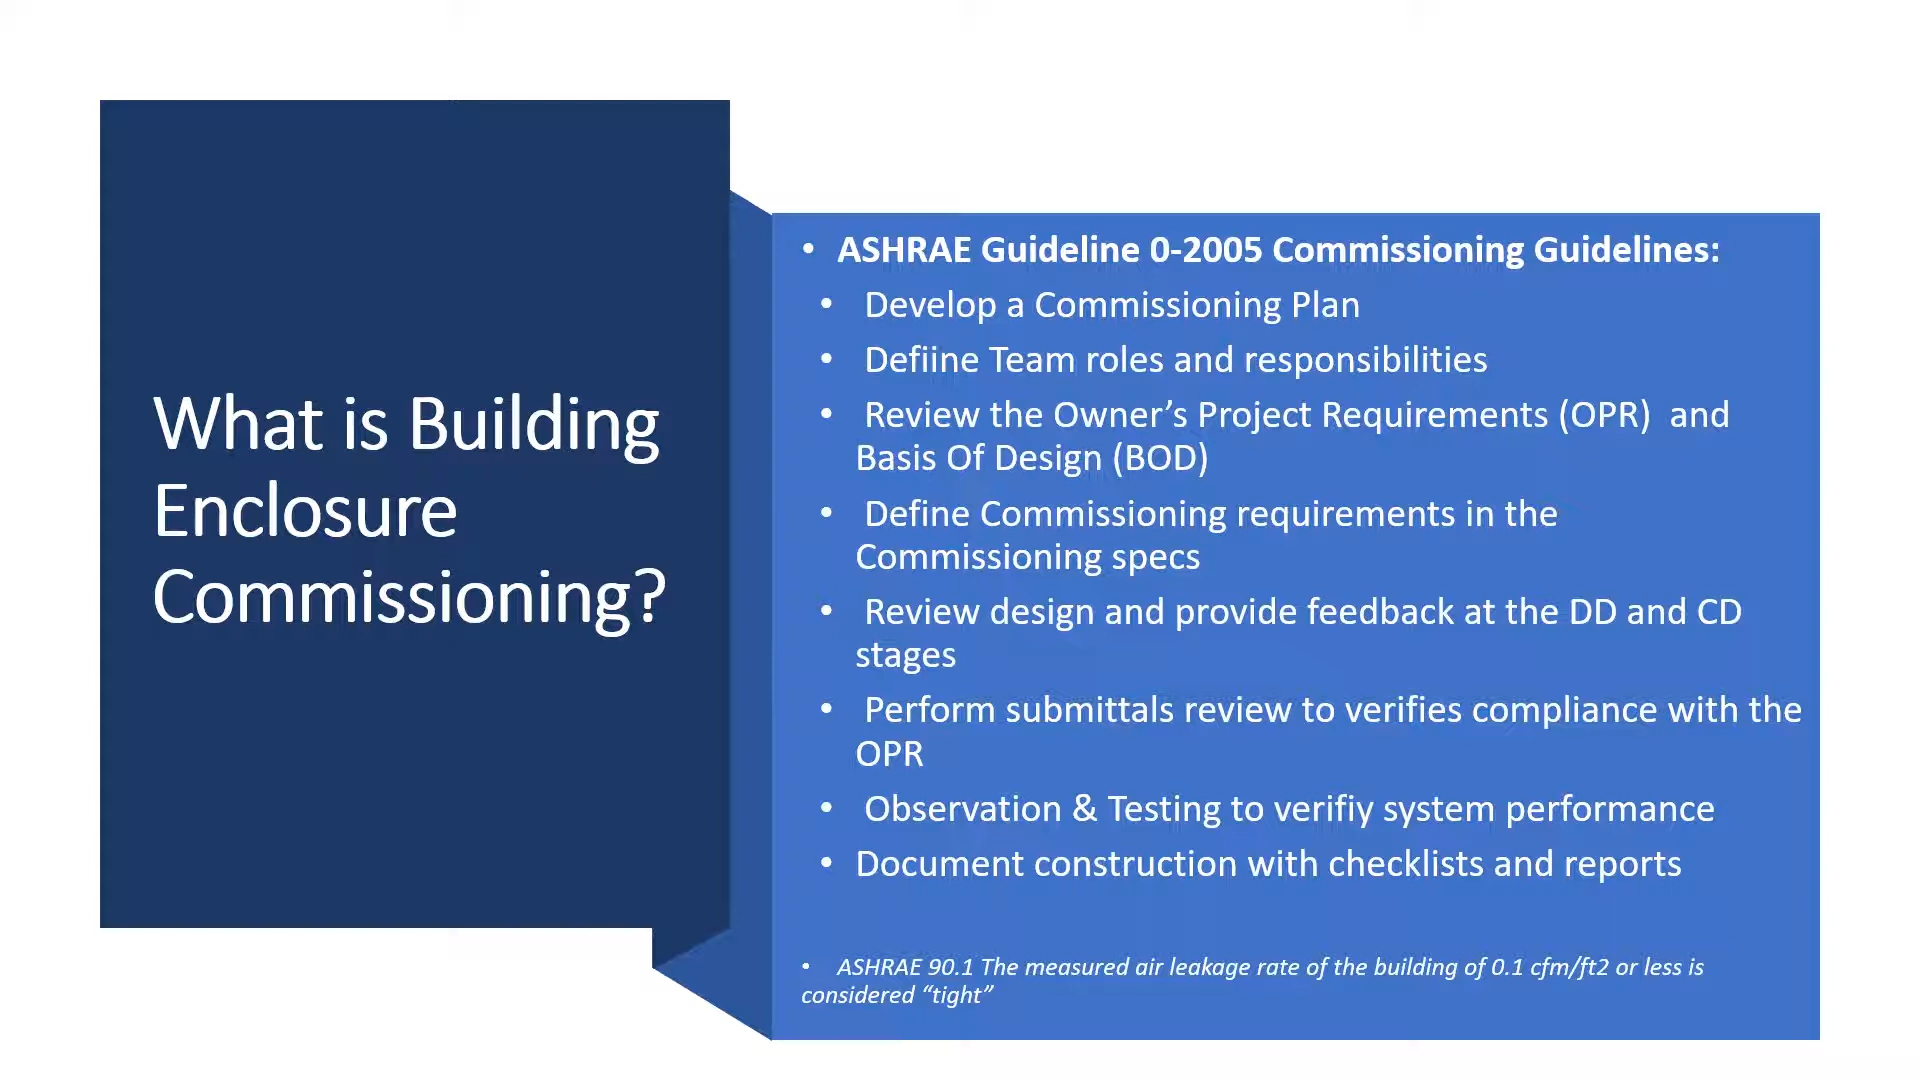 What is Building
Enclosure
Commissioning?
• ASHRAE Guideline 0-2005 Commissioning Guidelines:
• Develop a Commissioning Plan
• Defiine Team roles and responsibilities
• Review the Owner’s Project Requirements (OPR)  and
Basis Of Design (BOD)
• Define Commissioning requirements in the
Commissioning specs
• Review design and provide feedback at the DD and CD
stages
• Perform submittals review to verifies compliance with the
OPR
• Observation & Testing to verifiy system performance
• Document construction with checklists and reports
• ASHRAE 90.1 The measured air leakage rate of the building of 0.1 cfm/ft2 or less is
considered “tight”